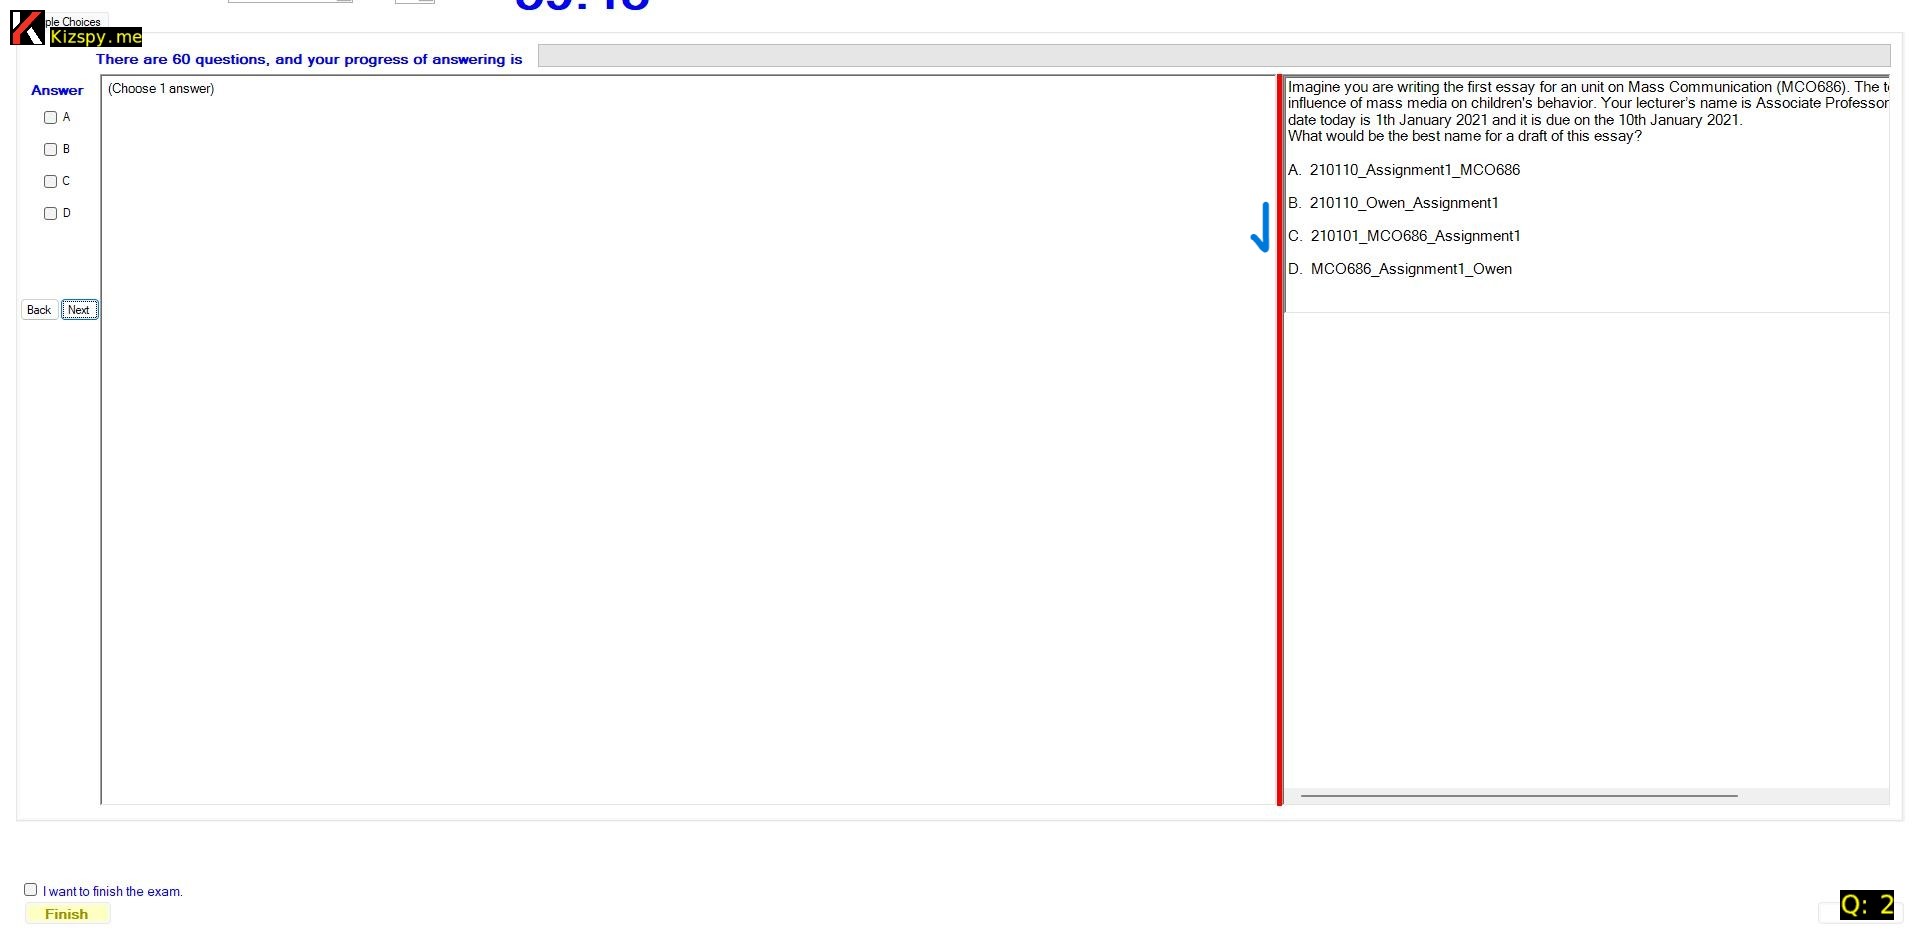 ple Choices
Kizspy.me
There are 60 questions, and your progress of answering is
Answer
(Choose 1 answer)
A
B
C
D
Back
Next
Imagine you are writing the first essay for an unit on Mass Communication (MCO686). The
influence of mass media on children's behavior. Your lecturer's name is Associate Professor
date today is 1th January 2021 and it is due on the 10th January 2021.
What would be the best name for a draft of this essay?
A. 210110_Assignment1_MCO686
B. 210110_Owen_Assignment1
C. 210101_MCO686_Assignment1
D. MCO686_Assignment1_Owen
I want to finish the exam.
Finish
Q: 2